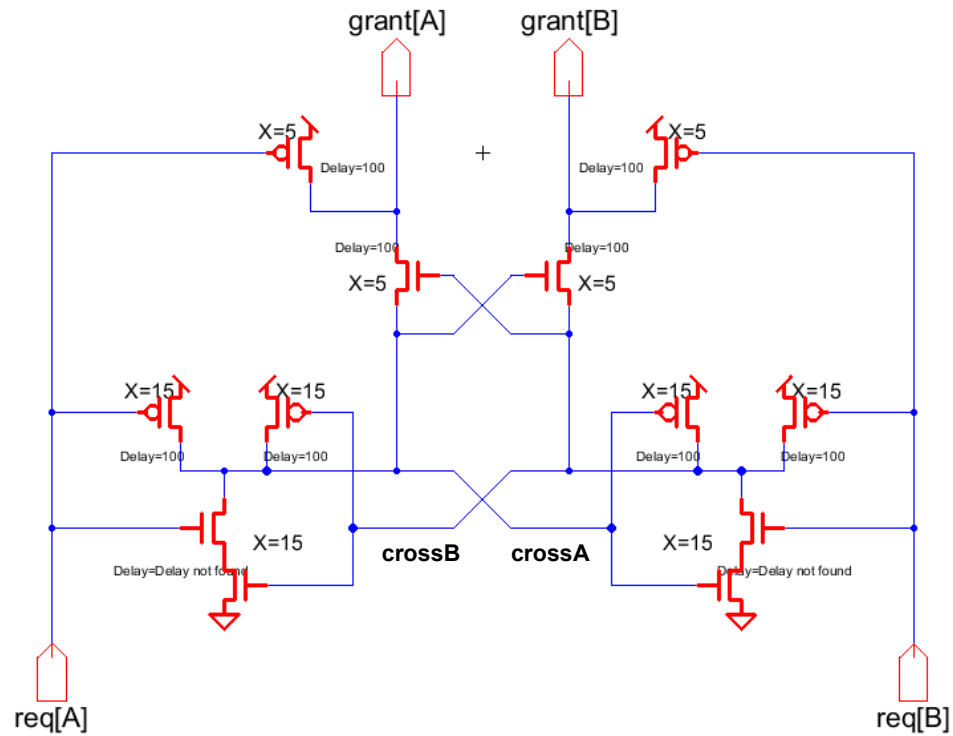 grant[A] grant[B]
X=5 X=5
Delay=100 Delay=100
Delay=100 Delay=100
X=5 X=5
X=15 X=15 X=15 X=15
Delay=100 Delay=100 Delay=100 Delay=100
X=15 X=15
crossB crossA
Delay=Delay not found Delay=Delay not found
req[A] req[B]